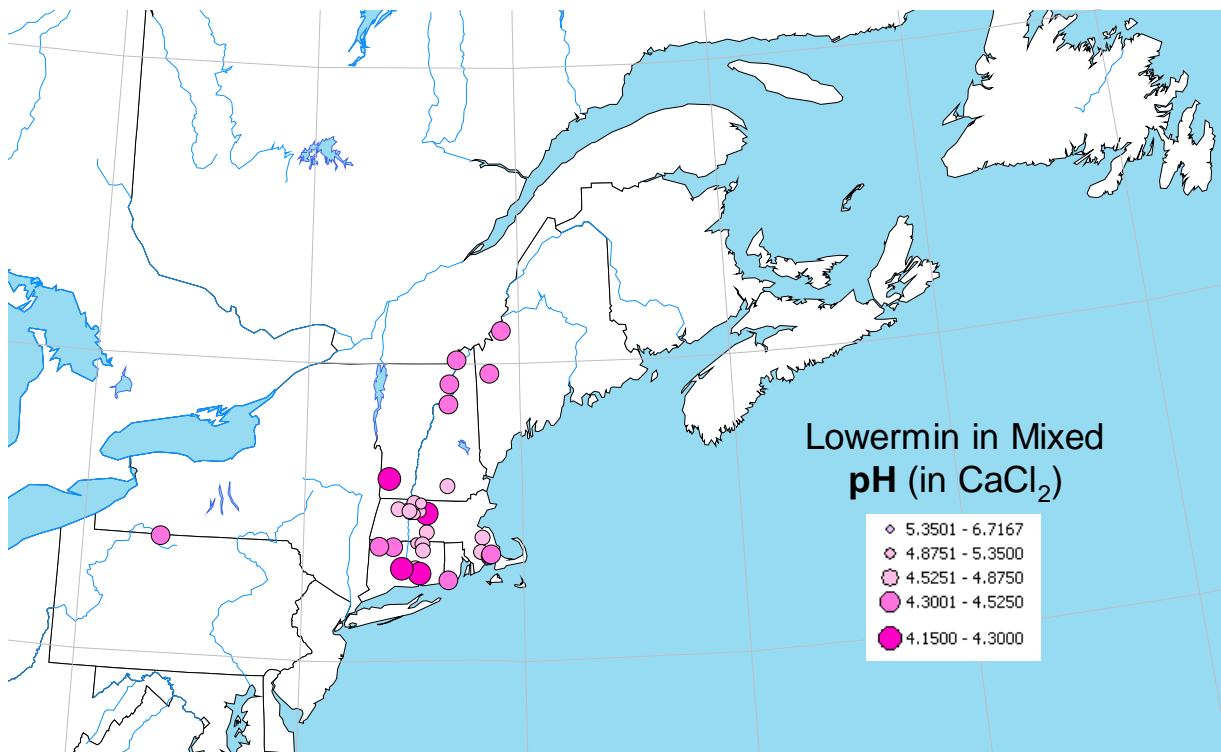 Lowermin in Mixed
pH (in CaCl₂)
5.3501 - 6.7167
4.8751 - 5.3500
4.5251 - 4.8750
4.3001 - 4.5250
4.1500 - 4.3000